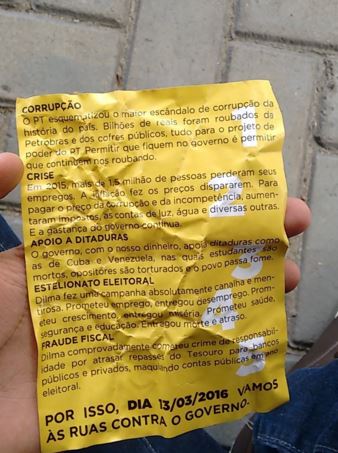 CORRUPÇÃO
O PT esquematizou o maior escândalo de corrupção da
história do país. Bilhões de reais foram roubados da
Petrobras e dos cofres públicos, tudo para o projeto de
poder do PT. Permitir que fiquem no governo é permitir
que continuem nos roubando.
CRISE
Em 2015, mais de 1,5 milhão de pessoas perderam seus
empregos. A inflação fez os preços dispararem. Para
pagar o preço da corrupção e da incompetência, aumen-
taram impostos, as contas de luz, água e diversas outras.
E a gastança do governo continua.
APOIO A DITADURAS
O governo, com o nosso dinheiro, apoia ditaduras como
as de Cuba e Venezuela, nas quais estudantes são
mortos, opositores são torturados e o povo passa fome.
ESTELIONATO ELEITORAL
Dilma fez uma campanha absolutamente canalha e men-
tirosa. Prometeu emprego, entregou desemprego. Prom-
eteu crescimento, entregou miséria. Prometeu saúde,
segurança e educação. Entregou morte e atraso.
FRAUDE FISCAL
Dilma comprovadamente cometeu crime de responsabil-
idade por atrasar repasses do Tesouro para bancos
públicos e privados, maquiando contas públicas em ano
eleitoral.
POR ISSO, DIA 13/03/2016 VAMOS
ÀS RUAS CONTRA O GOVERNO.